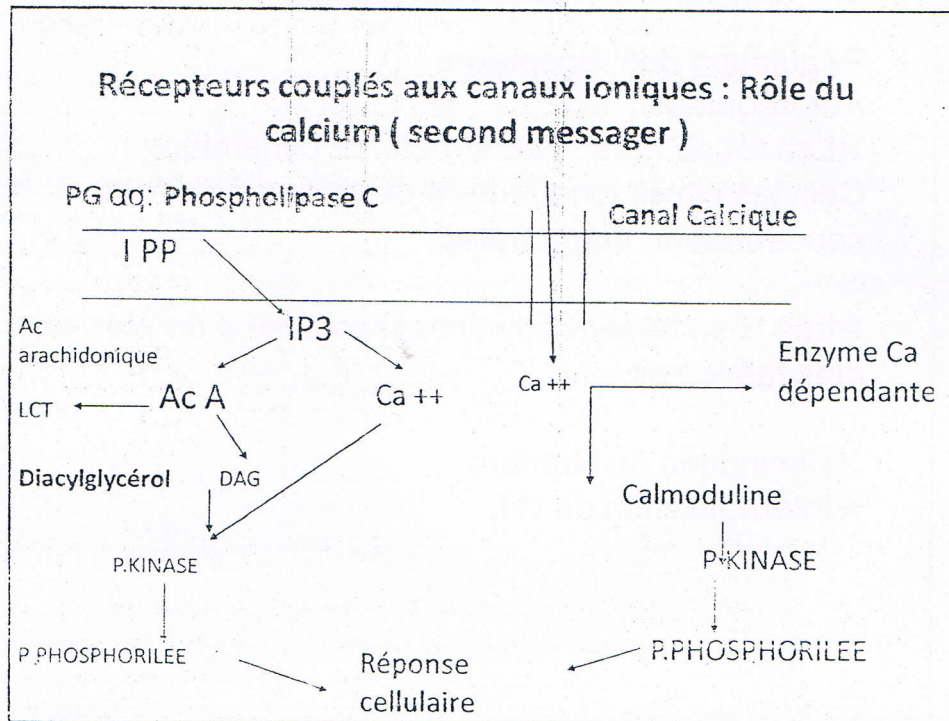 Récepteurs couplés aux canaux ioniques : Rôle du
calcium ( second messager )
PG αq: Phospholipase C
Canal Calcique
I PP
IP3
Ac
arachidonique
LCT
Ac A
Ca ++
Ca ++
Enzyme Ca
dépendante
Diacylglycérol
DAG
Calmoduline
P.KINASE
P.KINASE
P.PHOSPHORILEE
P.PHOSPHORILEE
Réponse
cellulaire